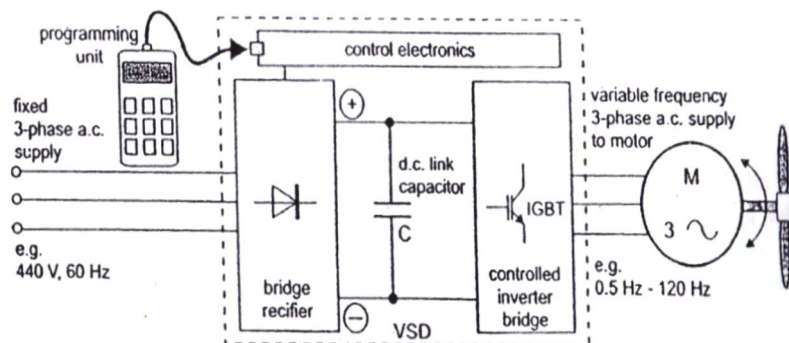 programming
unit
control electronics
fixed
3-phase a.c.
supply
+
variable frequency
3-phase a.c. supply
to motor
d.c. link
capacitor
M
IGBT
C
3
e.g.
440 V, 60 Hz
bridge
recifier
controlled
inverter
bridge
e.g.
0.5 Hz - 120 Hz
−
VSD